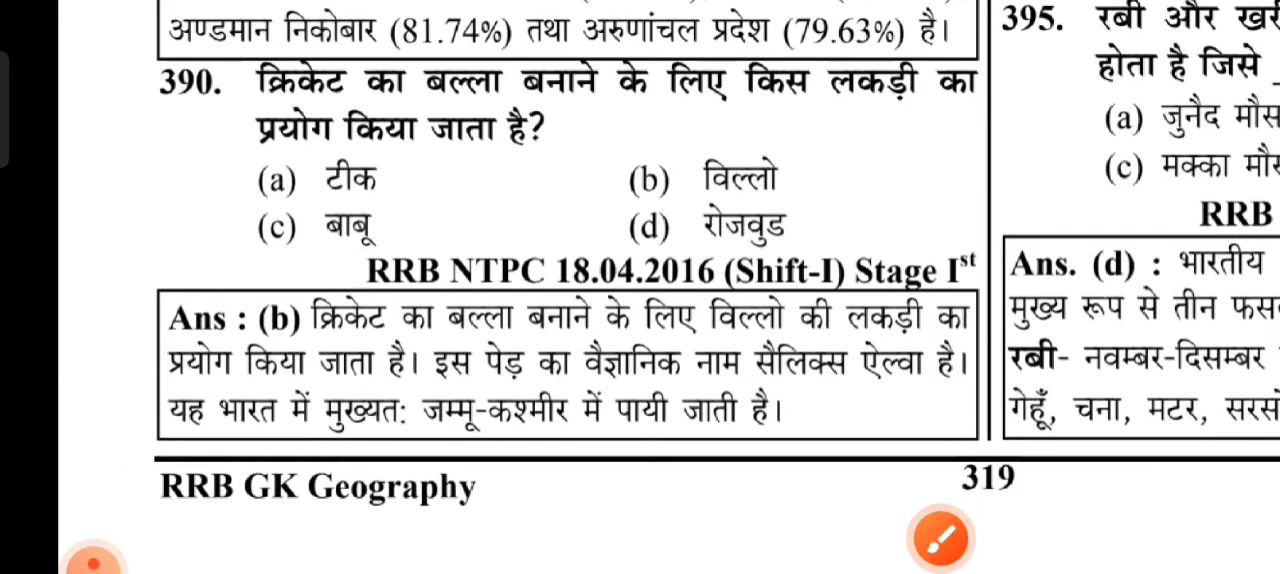 अण्डमान निकोबार (81.74%) तथा अरुणांचल प्रदेश (79.63%) है।
390. क्रिकेट का बल्ला बनाने के लिए किस लकड़ी का
प्रयोग किया जाता है?
(a) टीक (b) विल्लो
(c) बाबू (d) रोजवुड
RRB NTPC 18.04.2016 (Shift-I) Stage Ist
Ans : (b) क्रिकेट का बल्ला बनाने के लिए विल्लो की लकड़ी का
प्रयोग किया जाता है। इस पेड़ का वैज्ञानिक नाम सैलिक्स ऐल्वा है।
यह भारत में मुख्यत: जम्मू-कश्मीर में पायी जाती है।
395. रबी और
होता है जिसे
(a) जुनैद
(c) मक्का
RRB
Ans. (d) : भारतीय
मुख्य रूप से तीन
रबी- नवम्बर-दिसम्बर
गेहूँ, चना, मटर,
RRB GK Geography
319